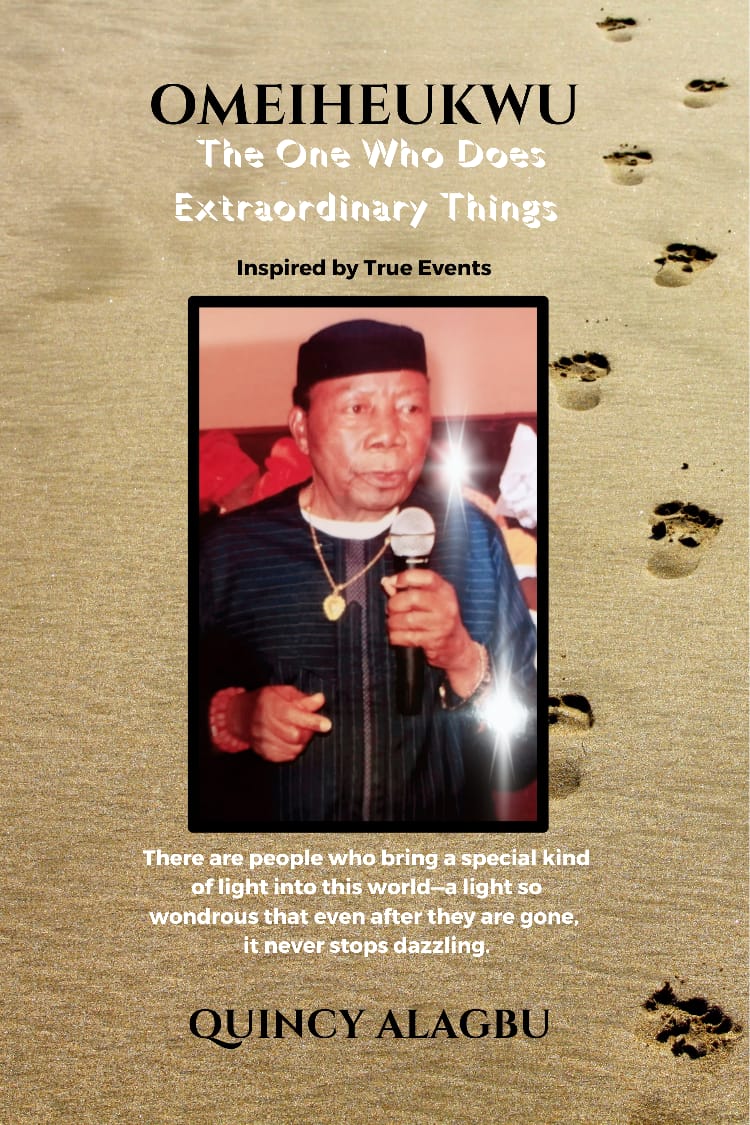 OMEIHEUKWU
The One Who Does
Extraordinary Things
Inspired by True Events
There are people who bring a special kind
of light into this world—a light so
wondrous that even after they are gone,
it never stops dazzling.
QUINCY ALAGBU